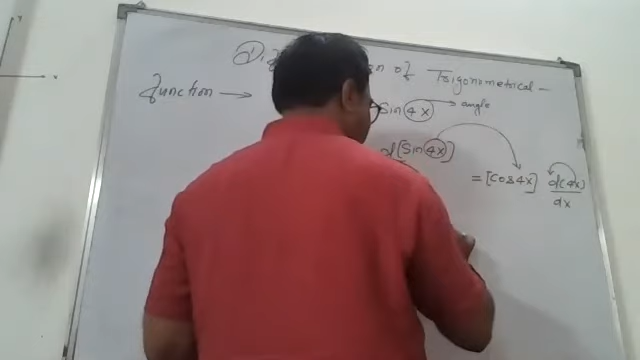 of Trigonometrical -
function → Sin 4x → angle
d[Sin 4x]
= [cos 4x] d(4x)
dx